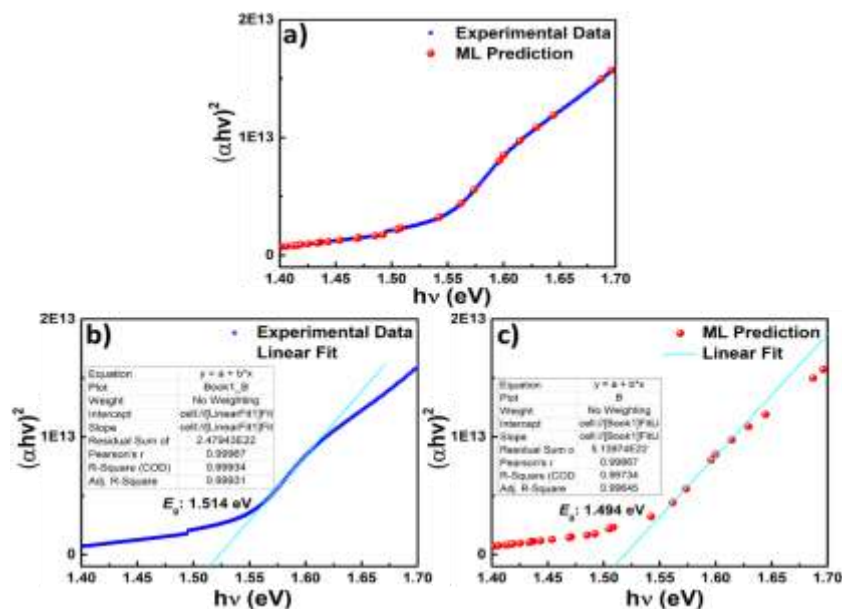 a)
Experimental Data
ML Prediction
2E13
1E13
0
(αhν)²
1.40 1.45 1.50 1.55 1.60 1.65 1.70
hν (eV)
b)
Experimental Data
Linear Fit
2E13
1E13
0
(αhν)²
Equation y = a + b*x
Plot Book1_B
Weight No Weighting
Intercept
Slope
Residual Sum of 2.47943E22
Pearson's r 0.99967
R-Square (COD) 0.99934
Adj. R-Square 0.99931
Eg: 1.514 eV
1.40 1.45 1.50 1.55 1.60 1.65 1.70
hν (eV)
c)
ML Prediction
Linear Fit
2E13
1E13
0
(αhν)²
Equation y = a + b*x
Plot B
Weight No Weighting
Intercept
Slope
Residual Sum o
Pearson's r 0.99867
R-Square (COD 0.99734
Adj. R-Square 0.99645
Eg: 1.494 eV
1.40 1.45 1.50 1.55 1.60 1.65 1.70
hν (eV)